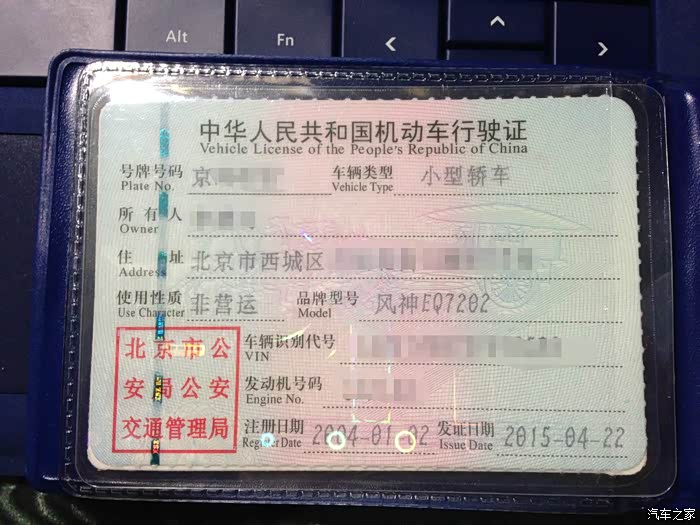 Alt
Fn
中华人民共和国机动车行驶证
Vehicle License of the People's Republic of China
号牌号码 京 车辆类型 小型轿车
Plate No. Vehicle Type
所有人
Owner
住址 北京市西城区
Address
使用性质 非营运 品牌型号 风神EQ7202
Use Character Model
北京市公
安局公安
交通管理局
车辆识别代号
VIN
发动机号码
Engine No.
注册日期 2004-01-02 发证日期 2015-04-22
Register Date Issue Date
汽车之家